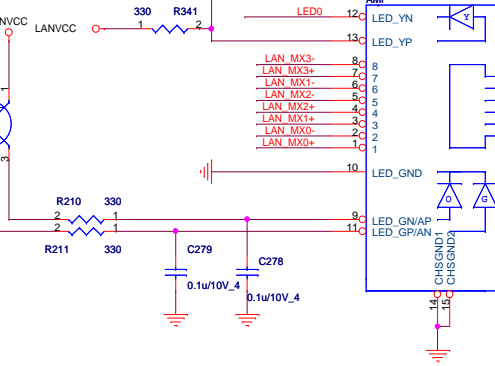 AMP
LANVCC
LANVCC
330 R341
1 2
LED0 12 LED_YN
13 LED_YP
LAN_MX3- 8 8
LAN_MX3+ 7 7
LAN_MX1- 6 6
LAN_MX2- 5 5
LAN_MX2+ 4 4
LAN_MX1+ 3 3
LAN_MX0- 2 2
LAN_MX0+ 1 1
Y
1
3
10 LED_GND
O G
R210 330
2 1 9 LED_GN/AP
2 1 11 LED_GP/AN
R211 330
C279
0.1u/10V_4
C278
0.1u/10V_4
CHSGND1
CHSGND2
14
15